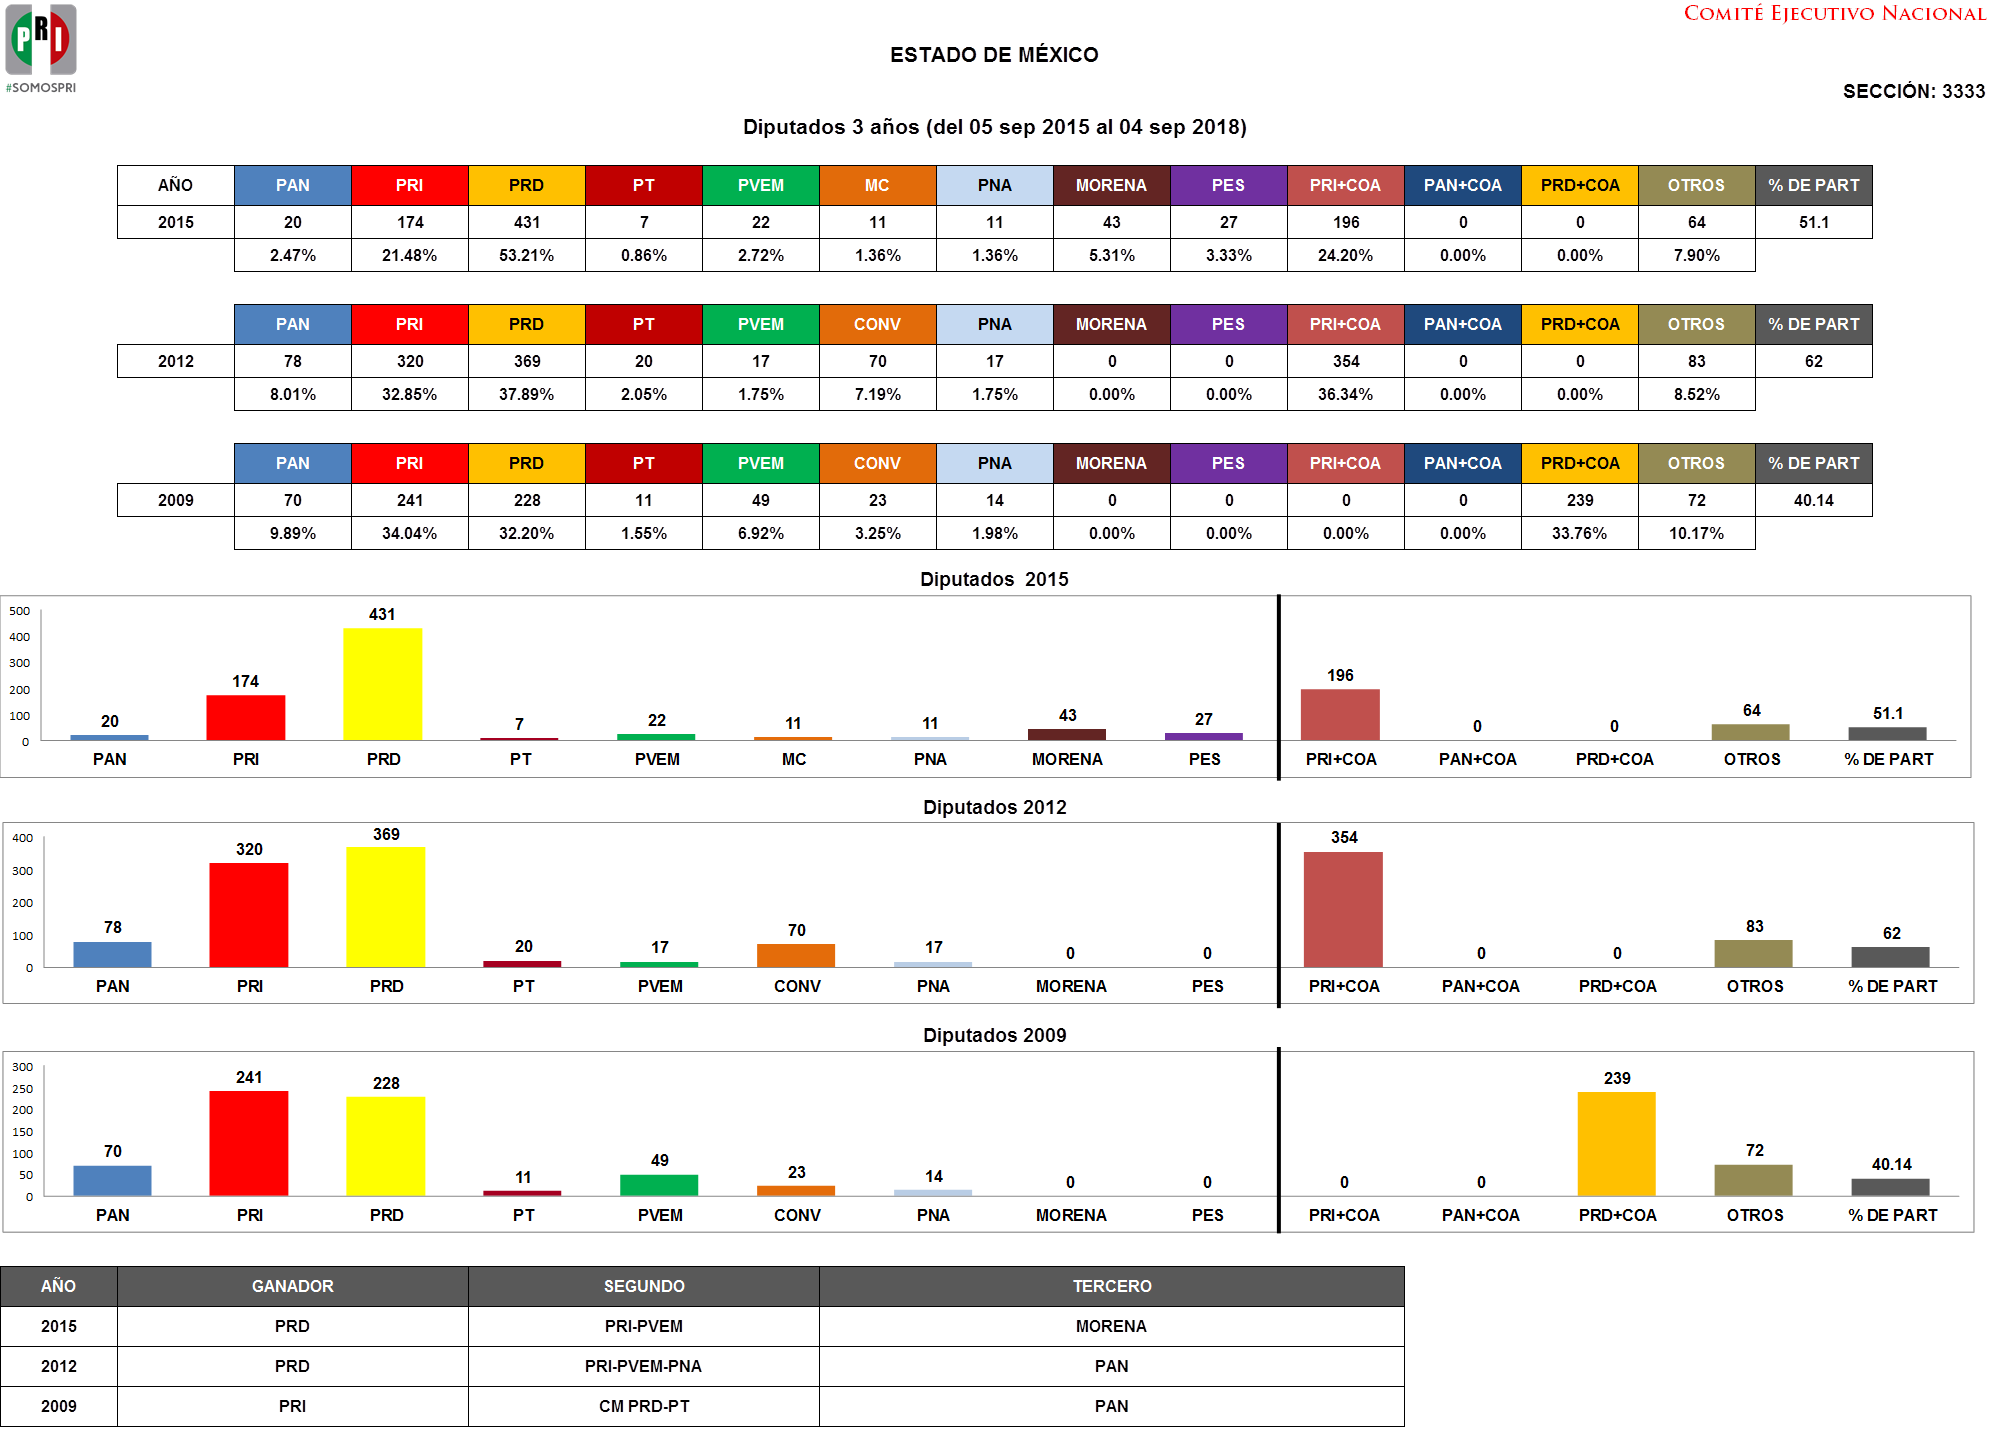 PRI
#SOMOSPRI
COMITÉ EJECUTIVO NACIONAL
ESTADO DE MÉXICO
SECCIÓN: 3333
Diputados 3 años (del 05 sep 2015 al 04 sep 2018)
AÑO PAN PRI PRD PT PVEM MC PNA MORENA PES PRI+COA PAN+COA PRD+COA OTROS % DE PART
2015 20 174 431 7 22 11 11 43 27 196 0 0 64 51.1
2.47% 21.48% 53.21% 0.86% 2.72% 1.36% 1.36% 5.31% 3.33% 24.20% 0.00% 0.00% 7.90%
PAN PRI PRD PT PVEM CONV PNA MORENA PES PRI+COA PAN+COA PRD+COA OTROS % DE PART
2012 78 320 369 20 17 70 17 0 0 354 0 0 83 62
8.01% 32.85% 37.89% 2.05% 1.75% 7.19% 1.75% 0.00% 0.00% 36.34% 0.00% 0.00% 8.52%
PAN PRI PRD PT PVEM CONV PNA MORENA PES PRI+COA PAN+COA PRD+COA OTROS % DE PART
2009 70 241 228 11 49 23 14 0 0 0 0 239 72 40.14
9.89% 34.04% 32.20% 1.55% 6.92% 3.25% 1.98% 0.00% 0.00% 0.00% 0.00% 33.76% 10.17%
Diputados 2015
500
400
300
200
100
0
20 174 431 7 22 11 11 43 27 196 0 0 64 51.1
PAN PRI PRD PT PVEM MC PNA MORENA PES PRI+COA PAN+COA PRD+COA OTROS % DE PART
Diputados 2012
400
300
200
100
0
78 320 369 20 17 70 17 0 0 354 0 0 83 62
PAN PRI PRD PT PVEM CONV PNA MORENA PES PRI+COA PAN+COA PRD+COA OTROS % DE PART
Diputados 2009
300
250
200
150
100
50
0
70 241 228 11 49 23 14 0 0 0 0 239 72 40.14
PAN PRI PRD PT PVEM CONV PNA MORENA PES PRI+COA PAN+COA PRD+COA OTROS % DE PART
AÑO GANADOR SEGUNDO TERCERO
2015 PRD PRI-PVEM MORENA
2012 PRD PRI-PVEM-PNA PAN
2009 PRI CM PRD-PT PAN